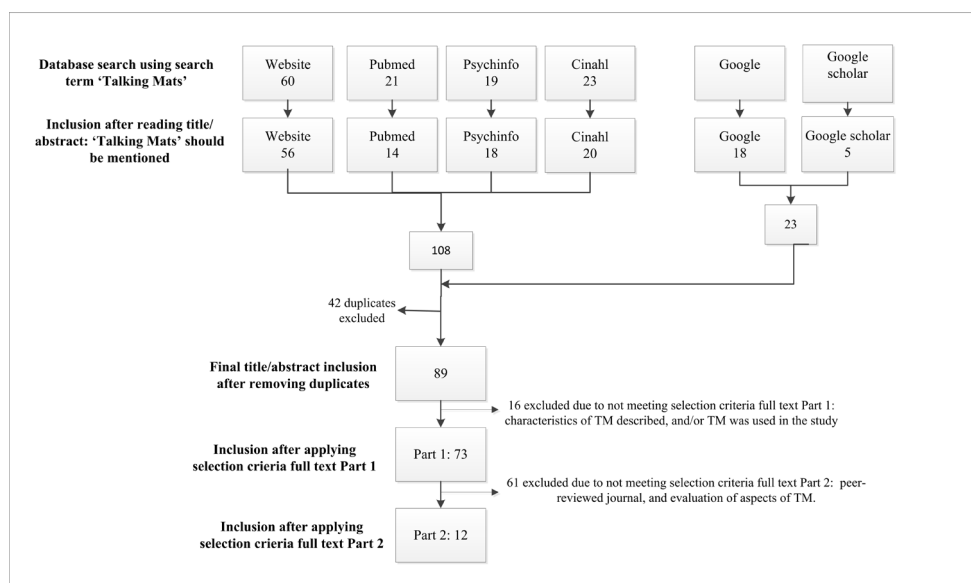 Database search using search
term ‘Talking Mats’
Website
60
Pubmed
21
Psychinfo
19
Cinahl
23
Google
Google
scholar
Inclusion after reading title/
abstract: ‘Talking Mats’ should
be mentioned
Website
56
Pubmed
14
Psychinfo
18
Cinahl
20
Google
18
Google scholar
5
108
23
42 duplicates
excluded
Final title/abstract inclusion
after removing duplicates
89
16 excluded due to not meeting selection criteria full text Part 1:
characteristics of TM described, and/or TM was used in the study
Inclusion after applying
selection crieria full text Part 1
Part 1: 73
61 excluded due to not meeting selection criteria full text Part 2: peer-
reviewed journal, and evaluation of aspects of TM.
Inclusion after applying
selection crieria full text Part 2
Part 2: 12